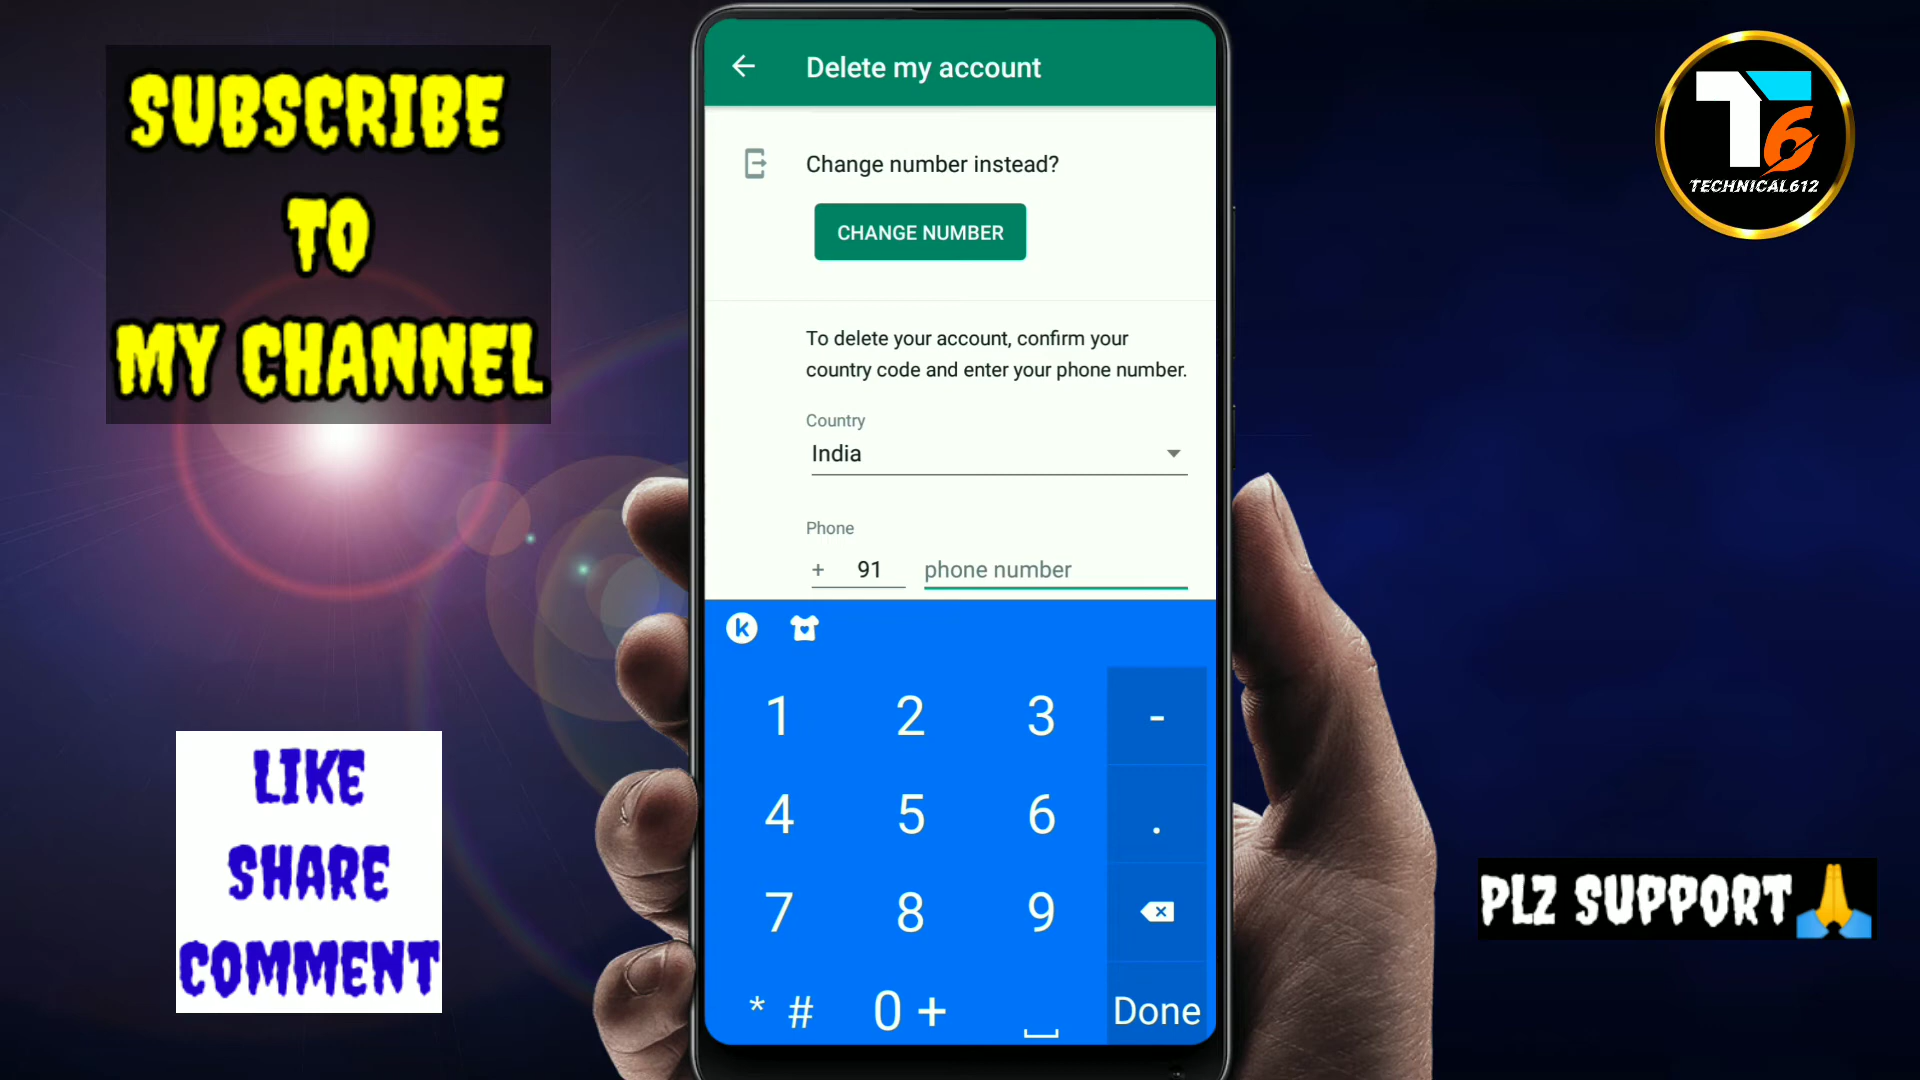 SUBSCRIBE
TO
MY CHANNEL
LIKE
SHARE
COMMENT
Delete my account
Change number instead?
CHANGE NUMBER
To delete your account, confirm your
country code and enter your phone number.
Country
India
Phone
+ 91 phone number
k
1 2 3 -
4 5 6 .
7 8 9
* # 0 + Done
T6
TECHNICAL612
PLZ SUPPORT🙏